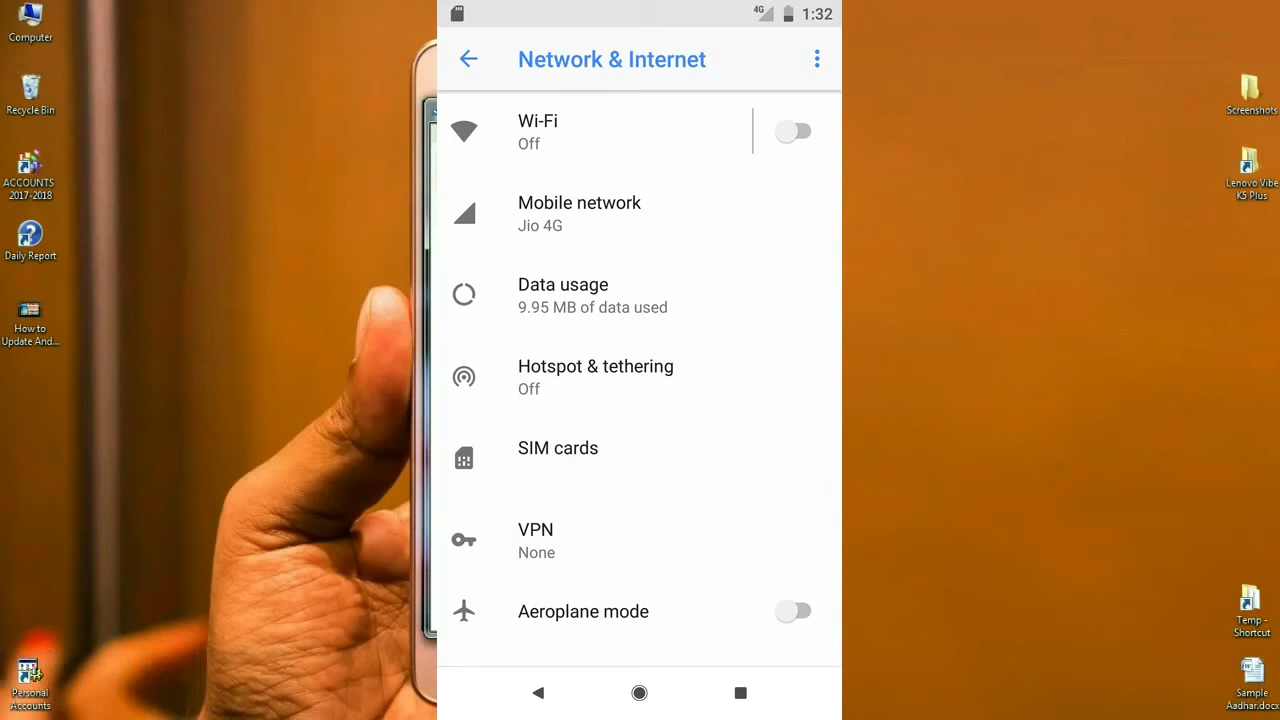 Computer
Recycle Bin
ACCOUNTS
2017-2018
Daily Report
How to
Update And...
Personal
Accounts
4G
1:32
Network & Internet
Wi-Fi
Off
Mobile network
Jio 4G
Data usage
9.95 MB of data used
Hotspot & tethering
Off
SIM cards
VPN
None
Aeroplane mode
Screenshots
Lenovo Vibe
K5 Plus
Temp -
Shortcut
Sample
Aadhar.docx